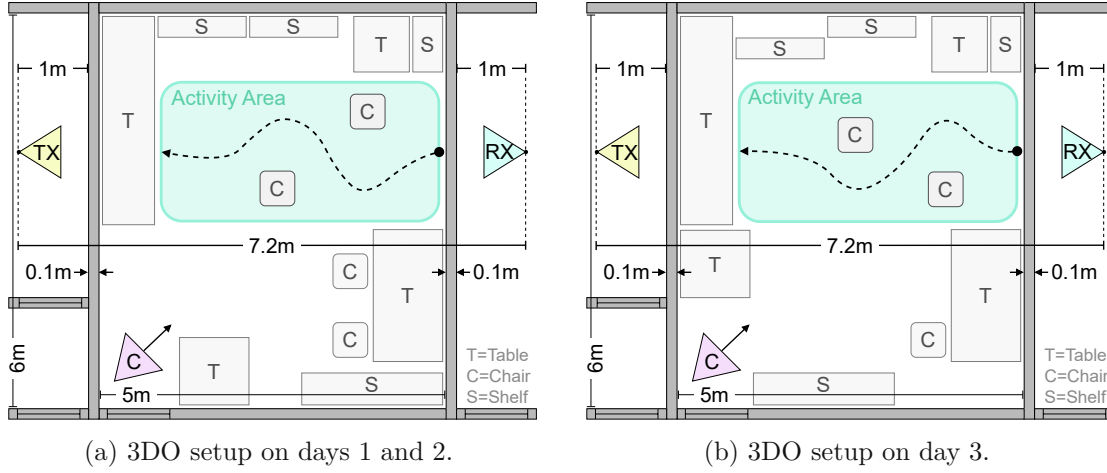 S S T S
1m 1m
Activity Area
C
T
TX RX
C
7.2m
0.1m 0.1m
C
T
C
C
T
6m
S
5m
T=Table
C=Chair
S=Shelf
(a) 3DO setup on days 1 and 2.
S T S
S
1m 1m
Activity Area
T
C
TX RX
C
7.2m
T
0.1m 0.1m
T
C
C
6m
S
5m
T=Table
C=Chair
S=Shelf
(b) 3DO setup on day 3.